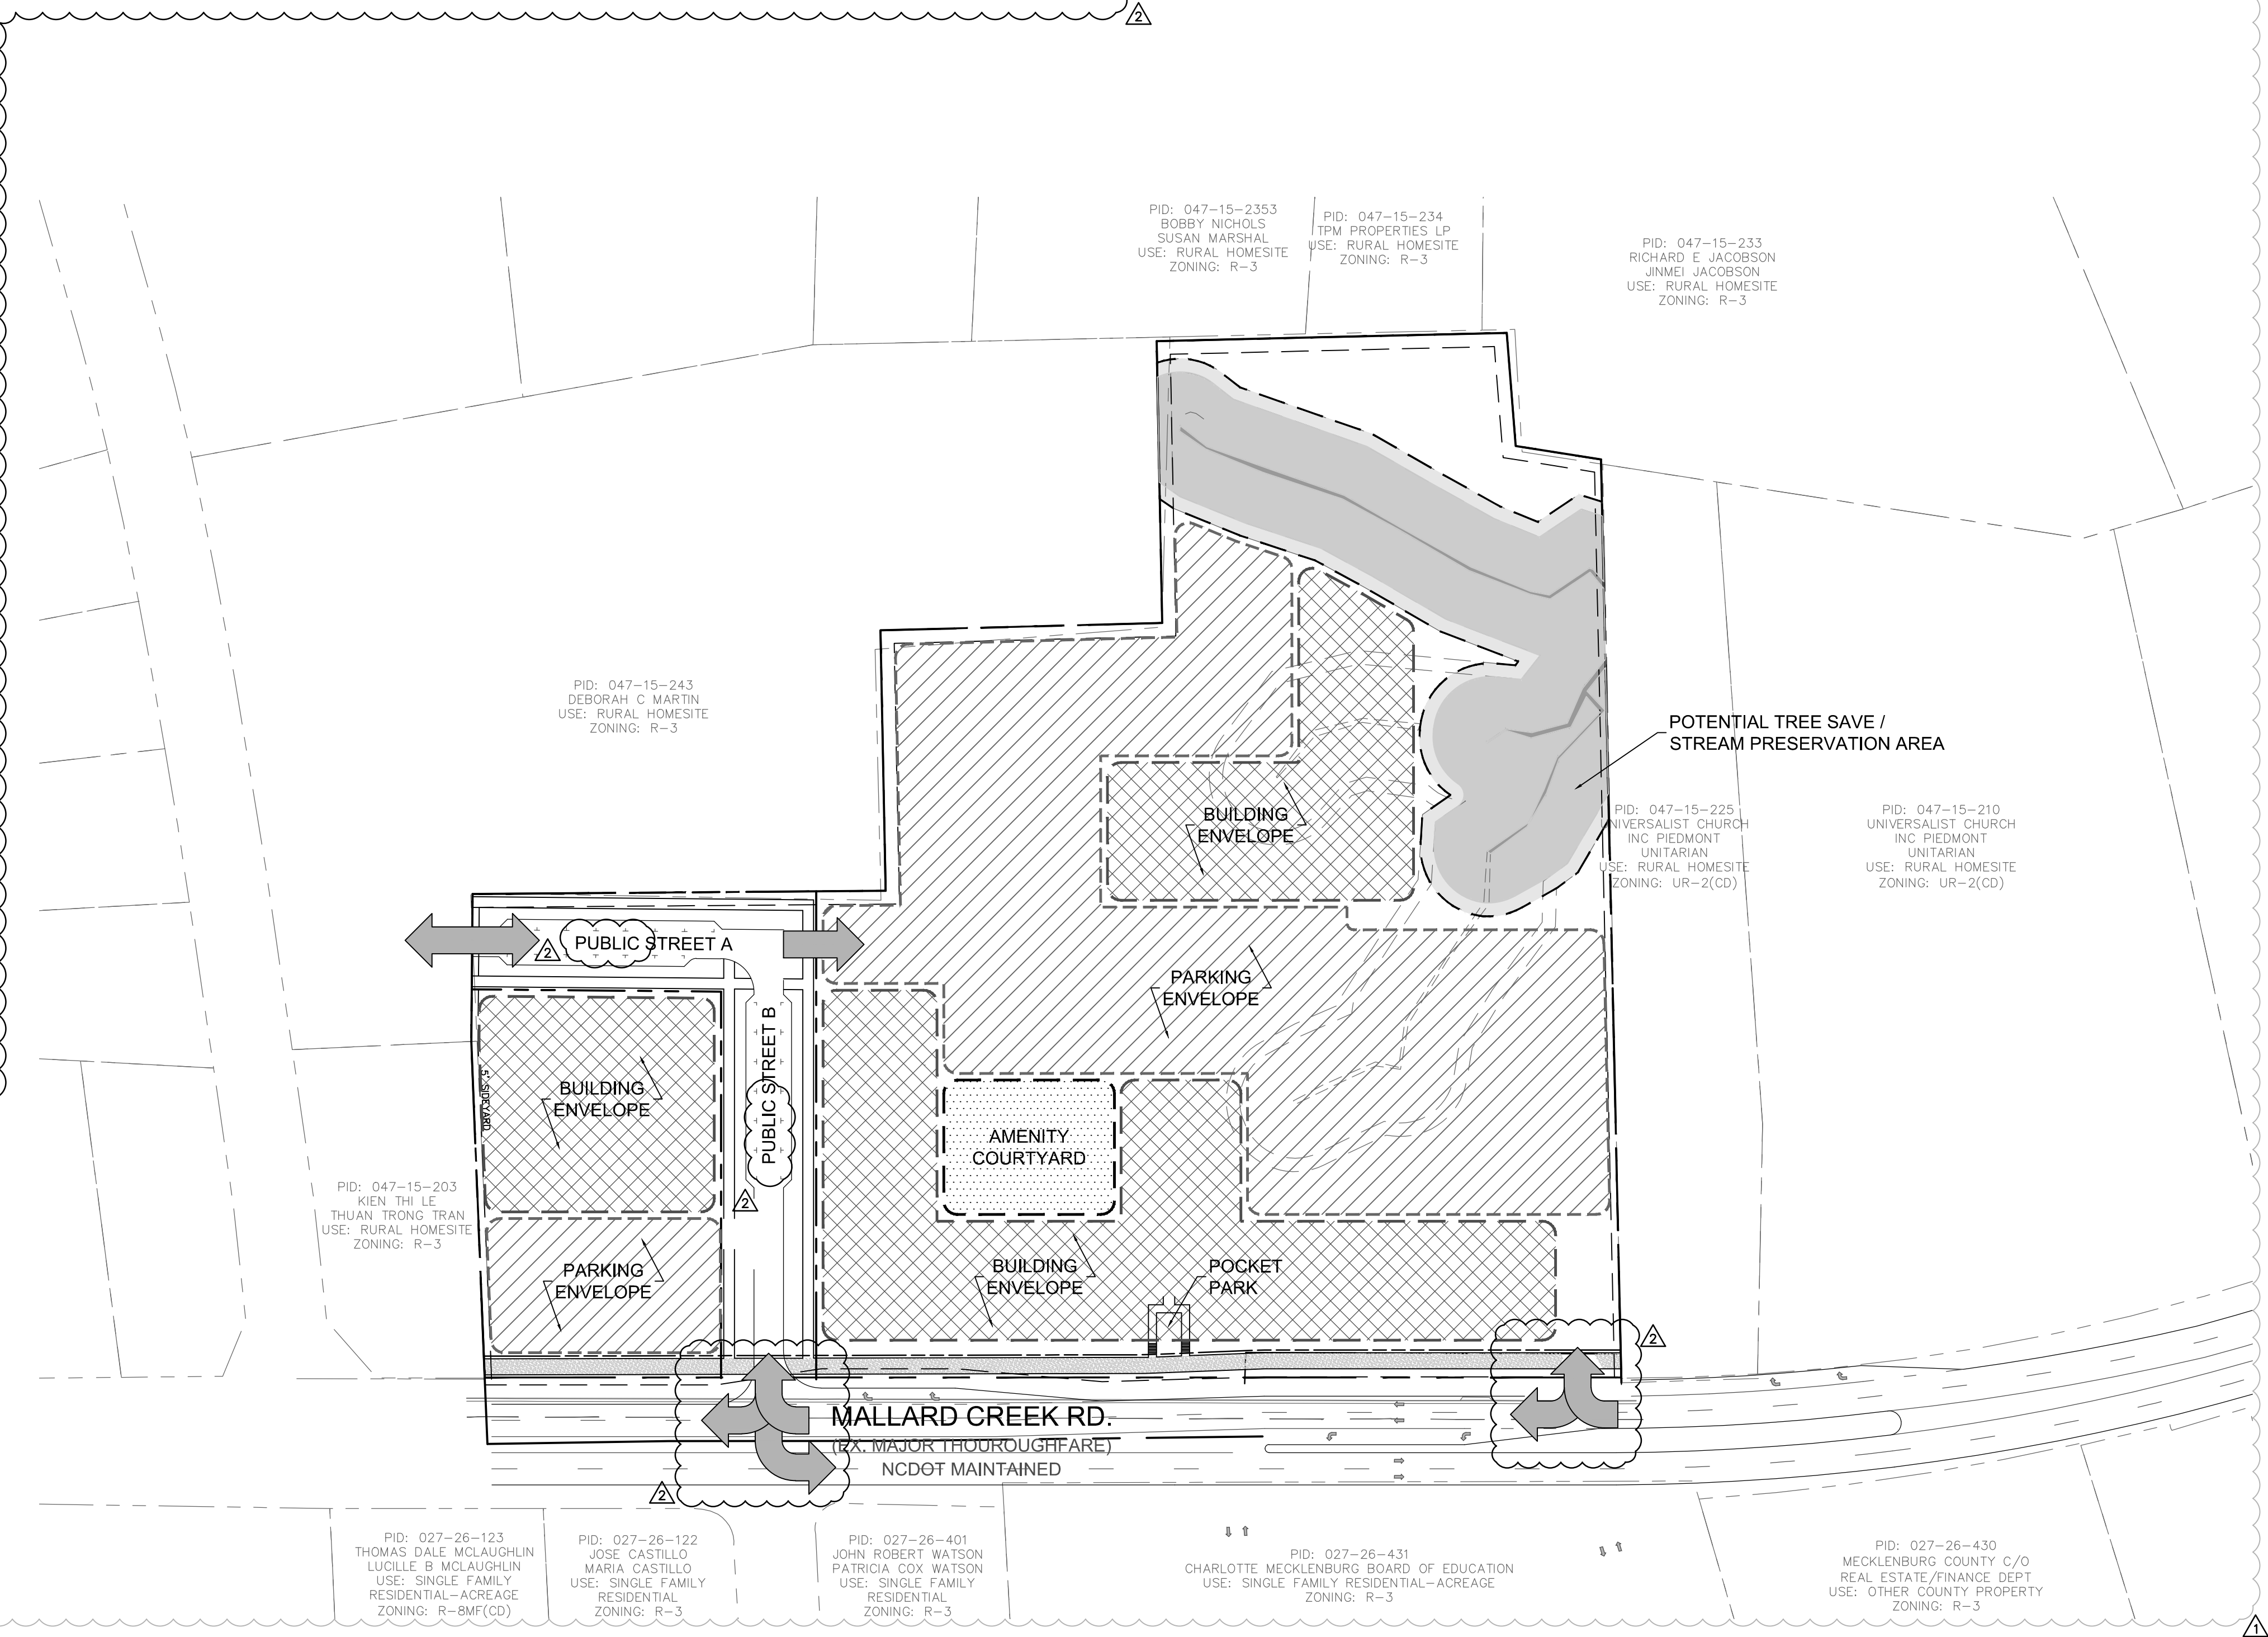 2
PID: 047-15-2353
BOBBY NICHOLS
SUSAN MARSHAL
USE: RURAL HOMESITE
ZONING: R-3
PID: 047-15-234
TPM PROPERTIES LP
USE: RURAL HOMESITE
ZONING: R-3
PID: 047-15-233
RICHARD E JACOBSON
JINMEI JACOBSON
USE: RURAL HOMESITE
ZONING: R-3
PID: 047-15-243
DEBORAH C MARTIN
USE: RURAL HOMESITE
ZONING: R-3
POTENTIAL TREE SAVE /
STREAM PRESERVATION AREA
BUILDING
ENVELOPE
PID: 047-15-225
UNIVERSALIST CHURCH
INC PIEDMONT
UNITARIAN
USE: RURAL HOMESITE
ZONING: UR-2(CD)
PID: 047-15-210
UNIVERSALIST CHURCH
INC PIEDMONT
UNITARIAN
USE: RURAL HOMESITE
ZONING: UR-2(CD)
PUBLIC STREET A
2
PARKING
ENVELOPE
PUBLIC STREET B
2
BUILDING
ENVELOPE
5' SIDEYARD
AMENITY
COURTYARD
PID: 047-15-203
KIEN THI LE
THUAN TRONG TRAN
USE: RURAL HOMESITE
ZONING: R-3
PARKING
ENVELOPE
BUILDING
ENVELOPE
POCKET
PARK
2
MALLARD CREEK RD.
(EX. MAJOR THOUROUGHFARE)
NCDOT MAINTAINED
2
PID: 027-26-123
THOMAS DALE MCLAUGHLIN
LUCILLE B MCLAUGHLIN
USE: SINGLE FAMILY
RESIDENTIAL-ACREAGE
ZONING: R-8MF(CD)
PID: 027-26-122
JOSE CASTILLO
MARIA CASTILLO
USE: SINGLE FAMILY
RESIDENTIAL
ZONING: R-3
PID: 027-26-401
JOHN ROBERT WATSON
PATRICIA COX WATSON
USE: SINGLE FAMILY
RESIDENTIAL
ZONING: R-3
PID: 027-26-431
CHARLOTTE MECKLENBURG BOARD OF EDUCATION
USE: SINGLE FAMILY RESIDENTIAL-ACREAGE
ZONING: R-3
PID: 027-26-430
MECKLENBURG COUNTY C/O
REAL ESTATE/FINANCE DEPT
USE: OTHER COUNTY PROPERTY
ZONING: R-3
1